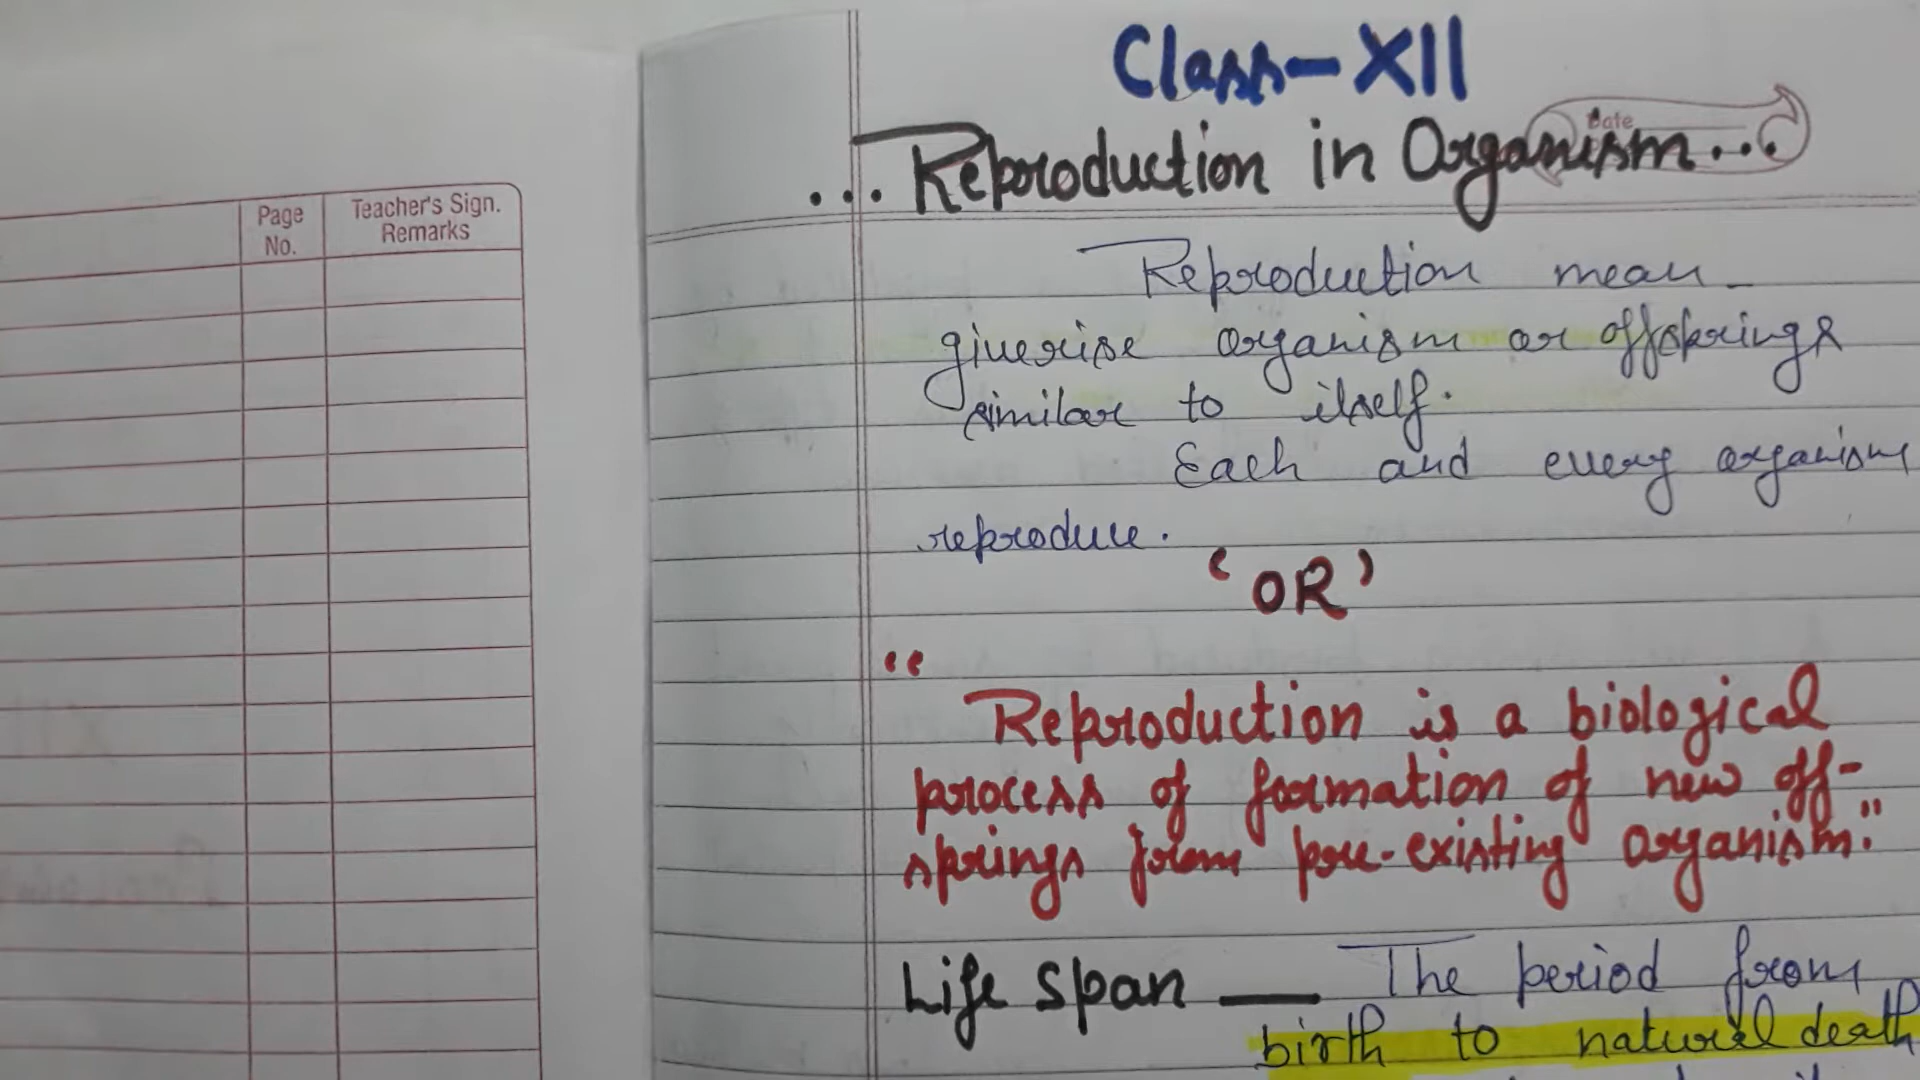 Page No.
Teacher's Sign. Remarks
Class-XII
Date
...Reproduction in Organism...
Reproduction mean
giverise organism or offsprings
similar to itself.
Each and every organism
reproduce.
'OR'
"
Reproduction is a biological
process of formation of new off-
springs from pre-existing organism."
Life span — The period from
birth to natural death